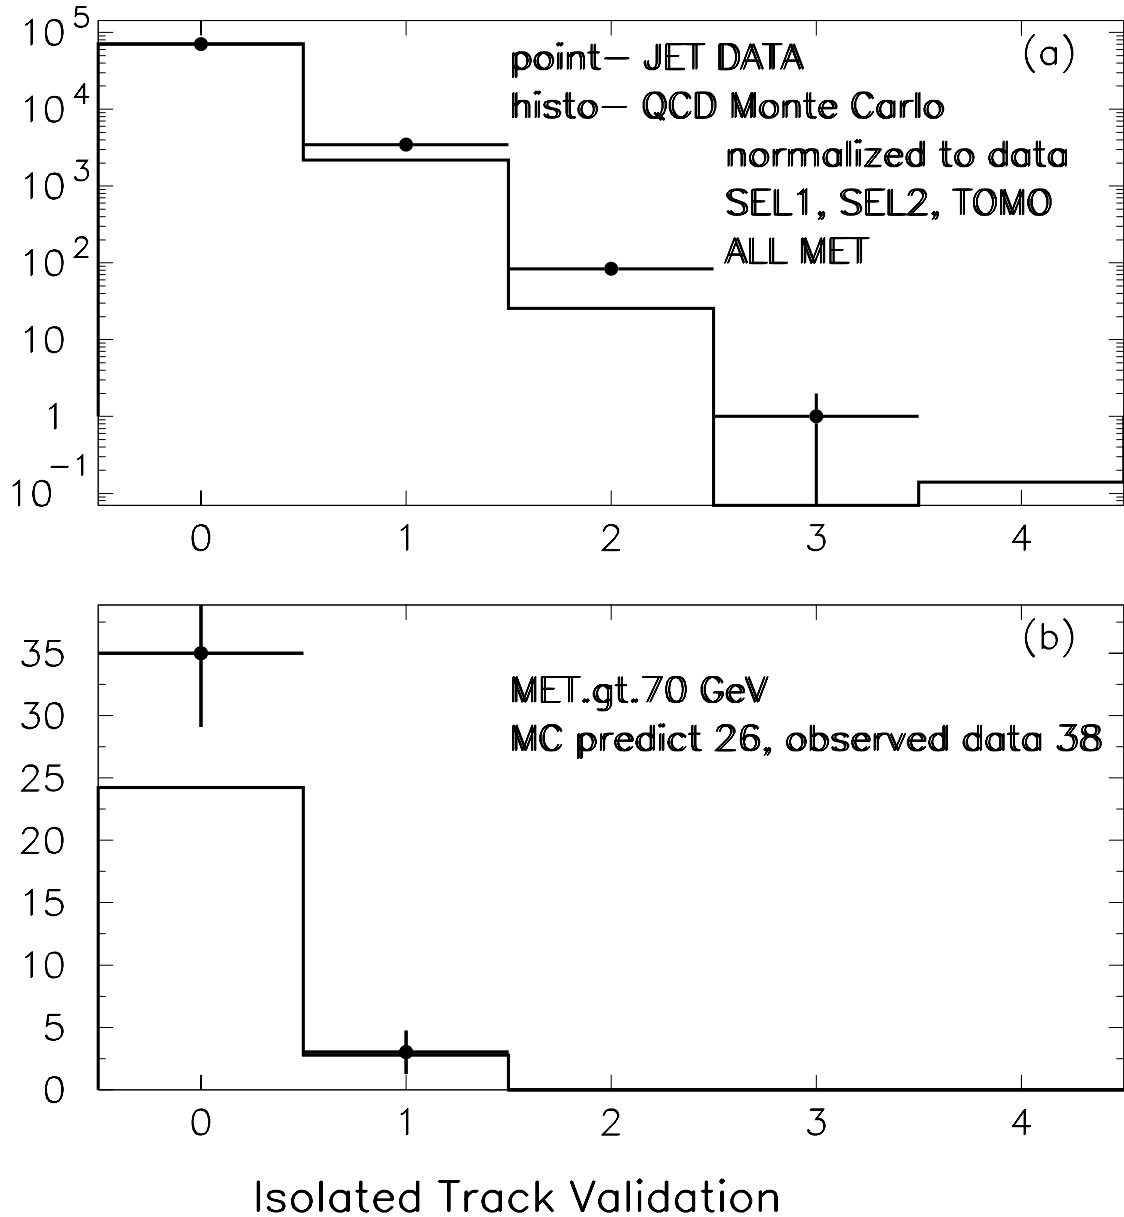 10^5
10^4
10^3
10^2
10
1
10^-1
(a)
point- JET DATA
histo- QCD Monte Carlo
normalized to data
SEL1, SEL2, TOMO
ALL MET
0 1 2 3 4
35
30
25
20
15
10
5
0
(b)
MET.gt.70 GeV
MC predict 26, observed data 38
0 1 2 3 4
Isolated Track Validation